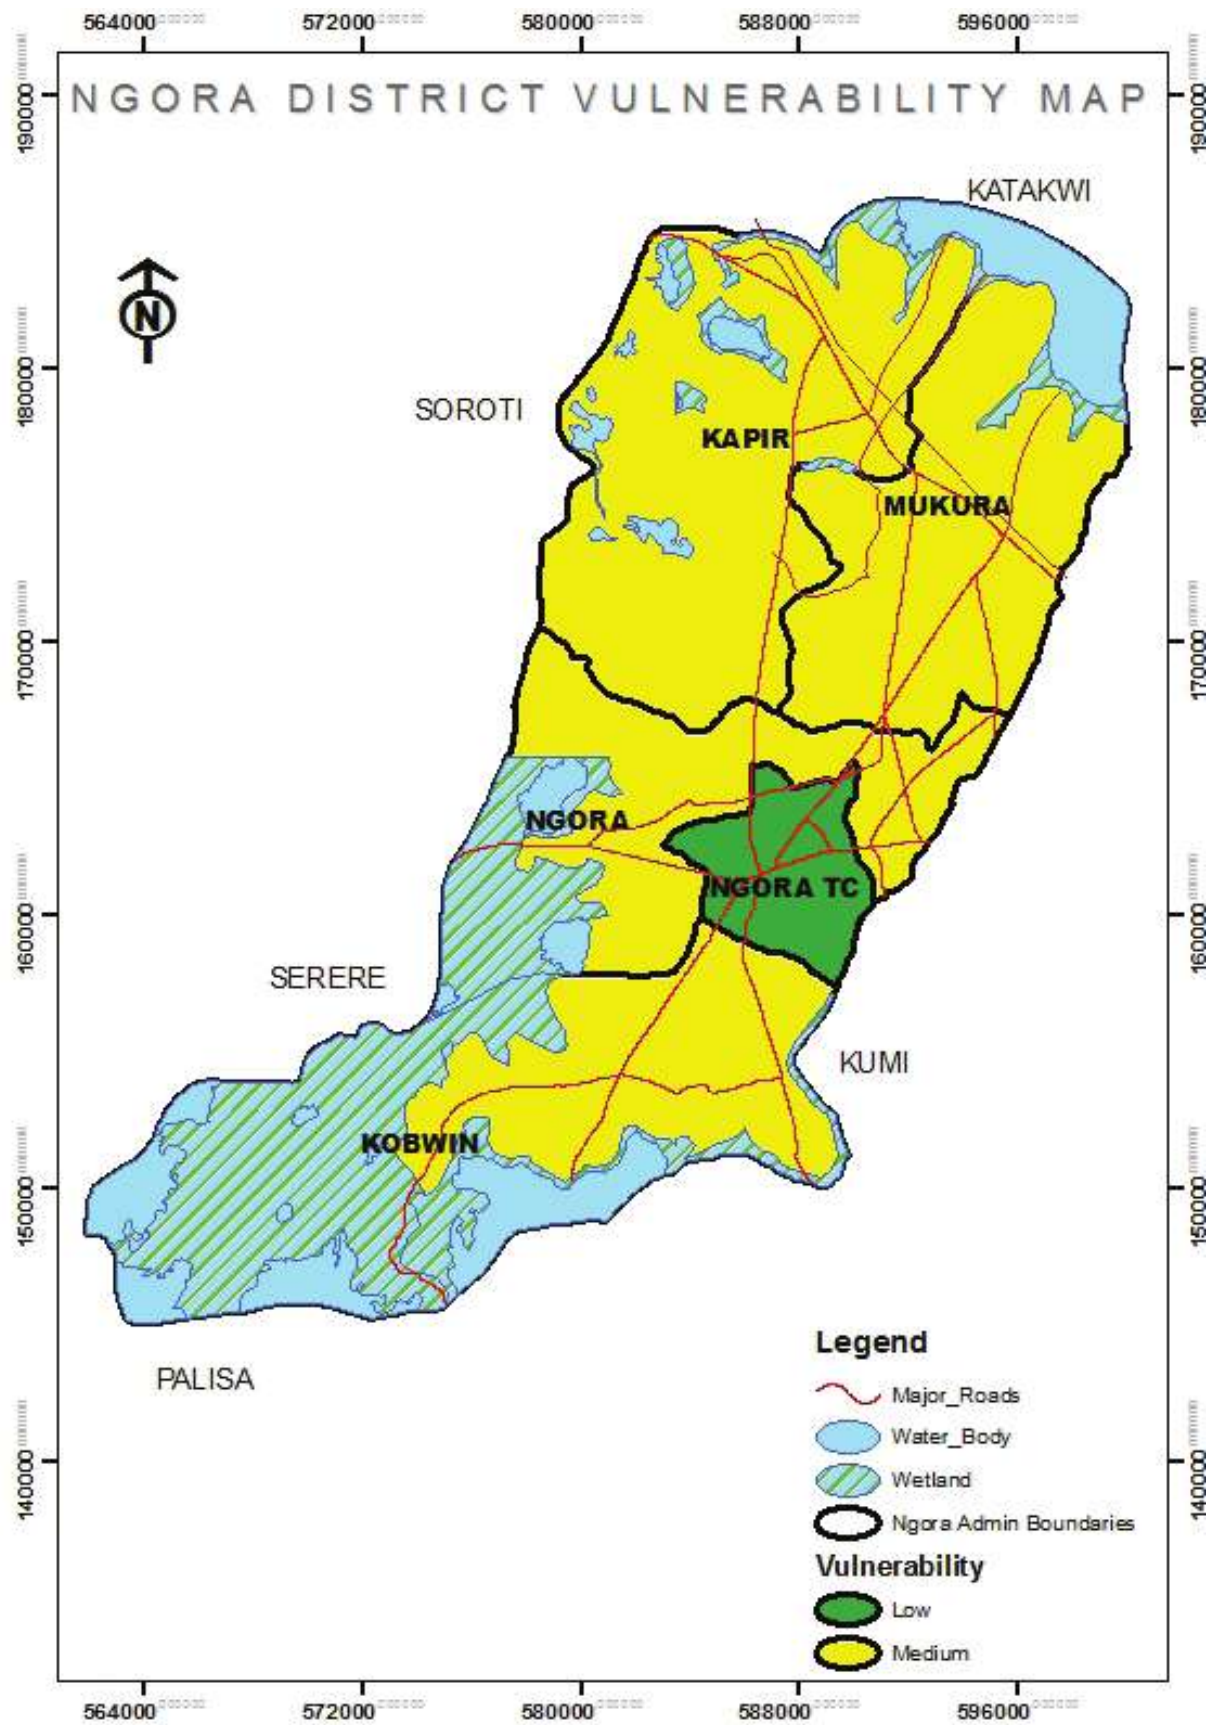 564000 572000 580000 588000 596000
NGORA DISTRICT VULNERABILITY MAP
190000 190000
KATAKWI
N
180000 180000
SOROTI
KAPIR
MUKURA
170000 170000
NGORA
NGORA TC
160000 160000
SERERE
KUMI
KOBWIN
150000 150000
PALISA
Legend
Major_Roads
Water_Body
140000 140000
Wetland
Ngora Admin Boundaries
Vulnerability
Low
Medium
564000 572000 580000 588000 596000